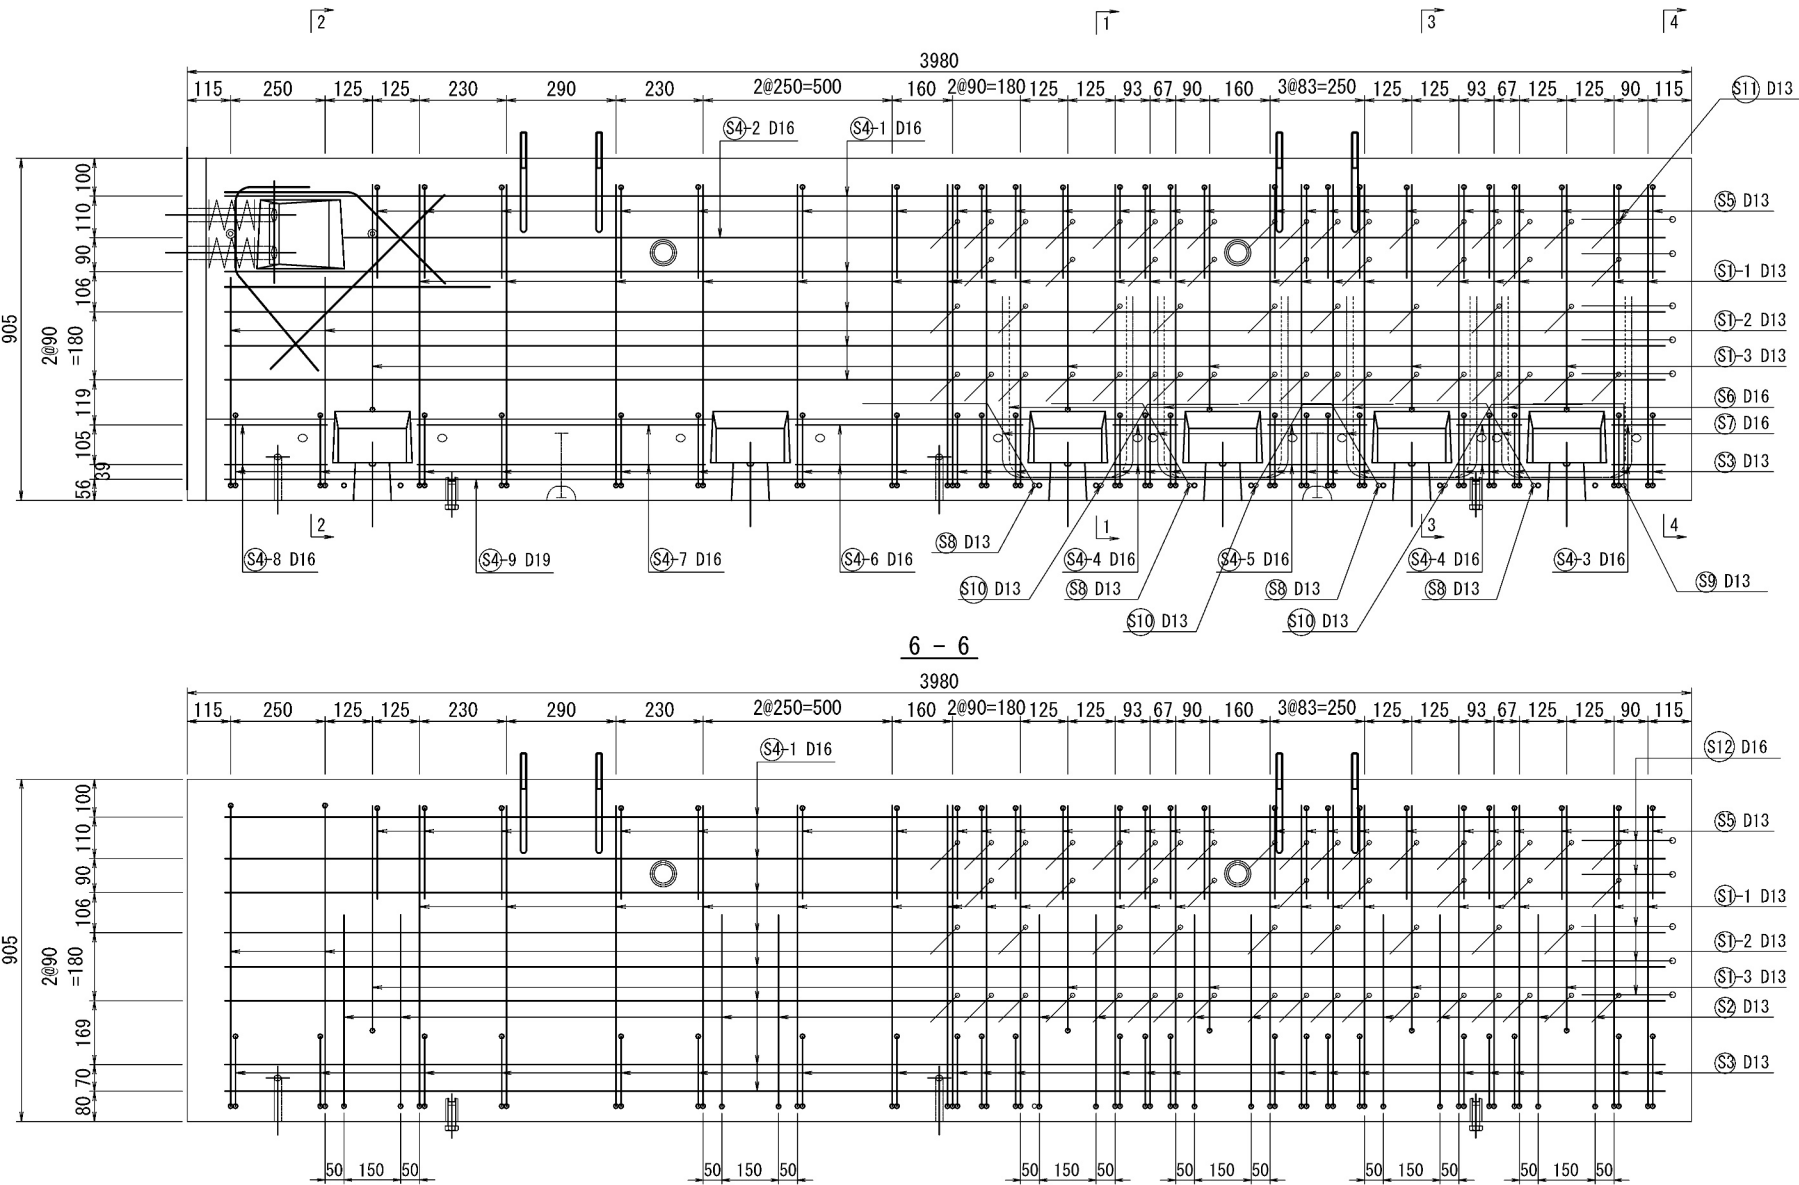 2 1 3 4
3980
115 250 125 125 230 290 230 2@250=500 160 2@90=180 125 125 93 67 90 160 3@83=250 125 125 93 67 125 125 90 115
S11 D13
S4-2 D16
S4-1 D16
905
100
110
90
106
2@90
=180
119
105
39
56
S5 D13
S1-1 D13
S1-2 D13
S1-3 D13
S6 D16
S7 D16
S3 D13
2 1 3 4
S4-8 D16
S4-9 D19
S4-7 D16
S4-6 D16
S8 D13
S4-4 D16
S4-5 D16
S4-4 D16
S4-3 D16
S10 D13
S8 D13
S8 D13
S8 D13
S9 D13
S10 D13
S10 D13
6 - 6
3980
115 250 125 125 230 290 230 2@250=500 160 2@90=180 125 125 93 67 90 160 3@83=250 125 125 93 67 125 125 90 115
S4-1 D16
S12 D16
905
100
110
90
106
2@90
=180
169
70
80
S5 D13
S1-1 D13
S1-2 D13
S1-3 D13
S2 D13
S3 D13
50 150 50 50 150 50 50 150 50 50 150 50 50 150 50 50 150 50